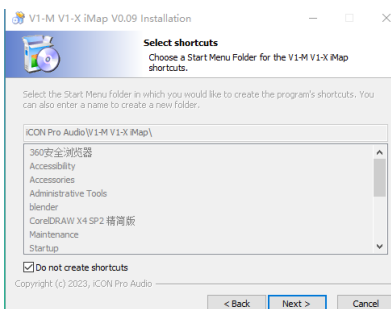 V1-M V1-X iMap V0.09 Installation
Select shortcuts
Choose a Start Menu Folder for the V1-M V1-X iMap
shortcuts.
Select the Start Menu folder in which you would like to create the program's shortcuts. You
can also enter a name to create a new folder.
iCON Pro Audio\V1-M V1-X iMap\
360安全浏览器
Accessibility
Accessories
Administrative Tools
blender
CorelDRAW X4 SP2 精简版
Maintenance
Startup
Do not create shortcuts
Copyright (c) 2023, iCON Pro Audio
< Back
Next >
Cancel